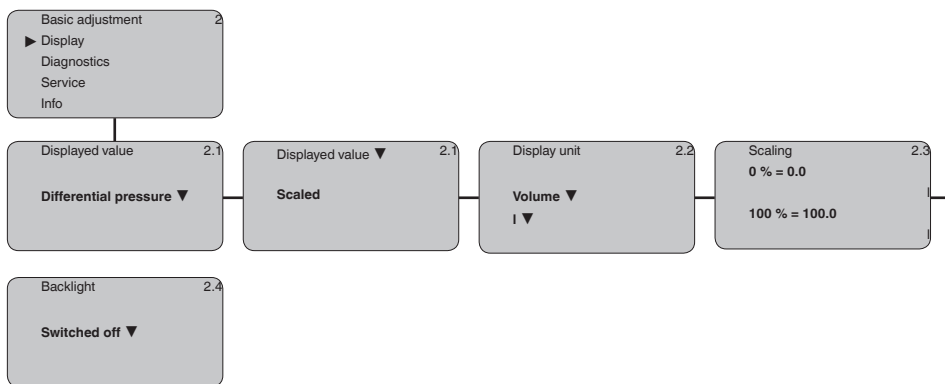 Basic adjustment 2
▶ Display
Diagnostics
Service
Info
Displayed value 2.1
Differential pressure ▼
Displayed value ▼ 2.1
Scaled
Display unit 2.2
Volume ▼
l ▼
Scaling 2.3
0 % = 0.0
l
100 % = 100.0
l
Backlight 2.4
Switched off ▼